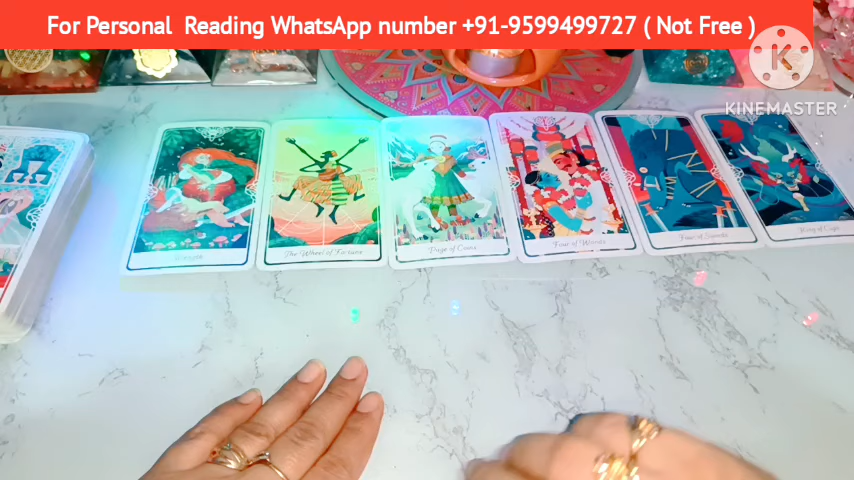 For Personal Reading WhatsApp number +91-9599499727 ( Not Free )
K
KINEMASTER
The Wheel of Fortune
Page of Coins
Four of Wands
Four of Swords
King of Cups